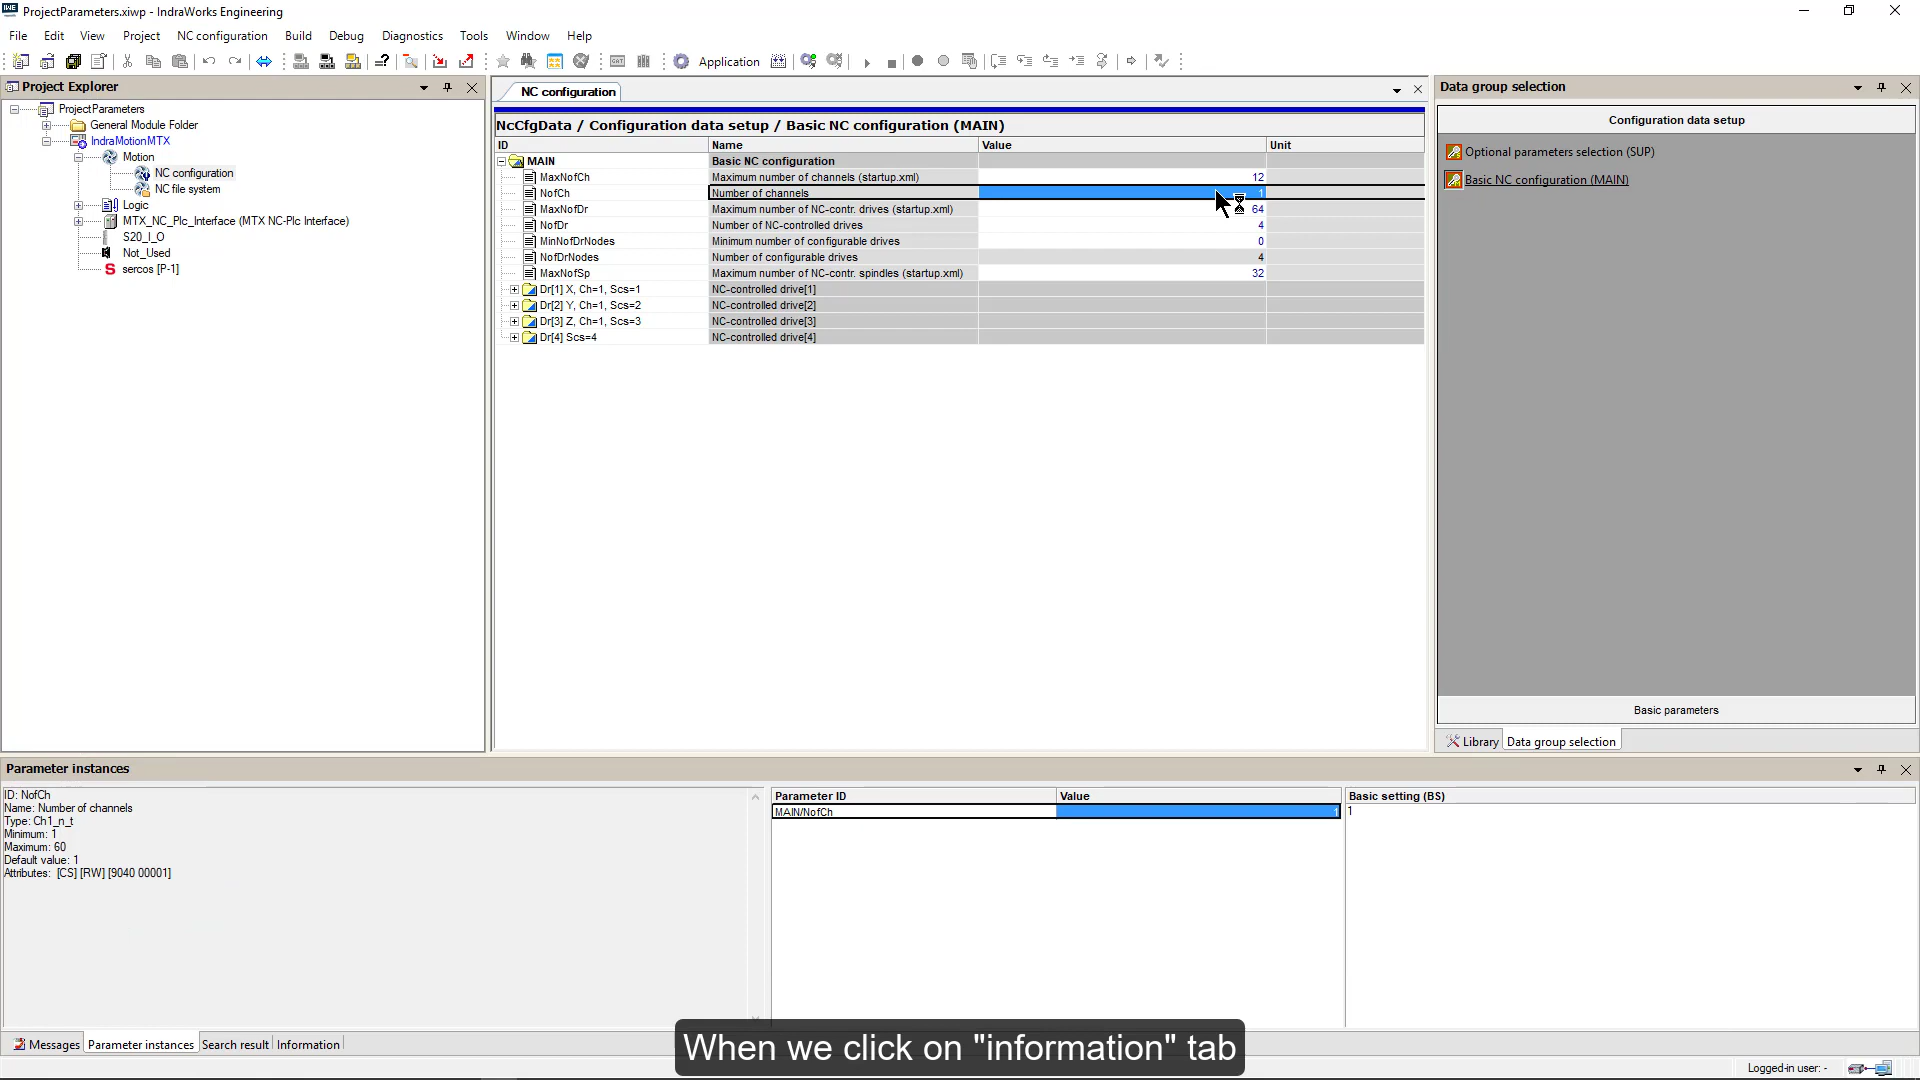 ProjectParameters.xiwp - IndraWorks Engineering
File Edit View Project NC configuration Build Debug Diagnostics Tools Window Help
Application
Project Explorer
ProjectParameters
General Module Folder
IndraMotionMTX
Motion
NC configuration
NC file system
Logic
MTX_NC_Plc_Interface (MTX NC-Plc Interface)
S20_I_O
Not_Used
sercos [P-1]
NC configuration
NcCfgData / Configuration data setup / Basic NC configuration (MAIN)
ID Name Value Unit
MAIN Basic NC configuration
MaxNofCh Maximum number of channels (startup.xml) 12
NofCh Number of channels 1
MaxNofDr Maximum number of NC-contr. drives (startup.xml) 64
NofDr Number of NC-controlled drives 4
MinNofDrNodes Minimum number of configurable drives 0
NofDrNodes Number of configurable drives 4
MaxNofSp Maximum number of NC-contr. spindles (startup.xml) 32
Dr[1] X, Ch=1, Scs=1 NC-controlled drive[1]
Dr[2] Y, Ch=1, Scs=2 NC-controlled drive[2]
Dr[3] Z, Ch=1, Scs=3 NC-controlled drive[3]
Dr[4] Scs=4 NC-controlled drive[4]
Data group selection
Configuration data setup
Optional parameters selection (SUP)
Basic NC configuration (MAIN)
Basic parameters
Library Data group selection
Parameter instances
ID: NofCh
Name: Number of channels
Type: Ch1_n_t
Minimum: 1
Maximum: 60
Default value: 1
Attributes: [CS] [RW] [9040 00001]
Parameter ID Value Basic setting (BS)
MAIN/NofCh 1 1
Messages Parameter instances Search result Information
When we click on "information" tab
Logged-in user: -